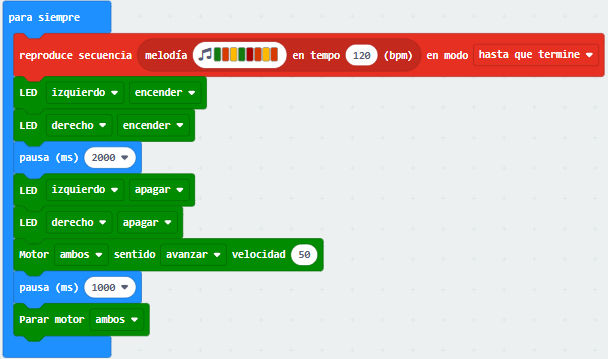 para siempre
reproduce secuencia melodía en tempo 120 (bpm) en modo hasta que termine
LED izquierdo encender
LED derecho encender
pausa (ms) 2000
LED izquierdo apagar
LED derecho apagar
Motor ambos sentido avanzar velocidad 50
pausa (ms) 1000
Parar motor ambos